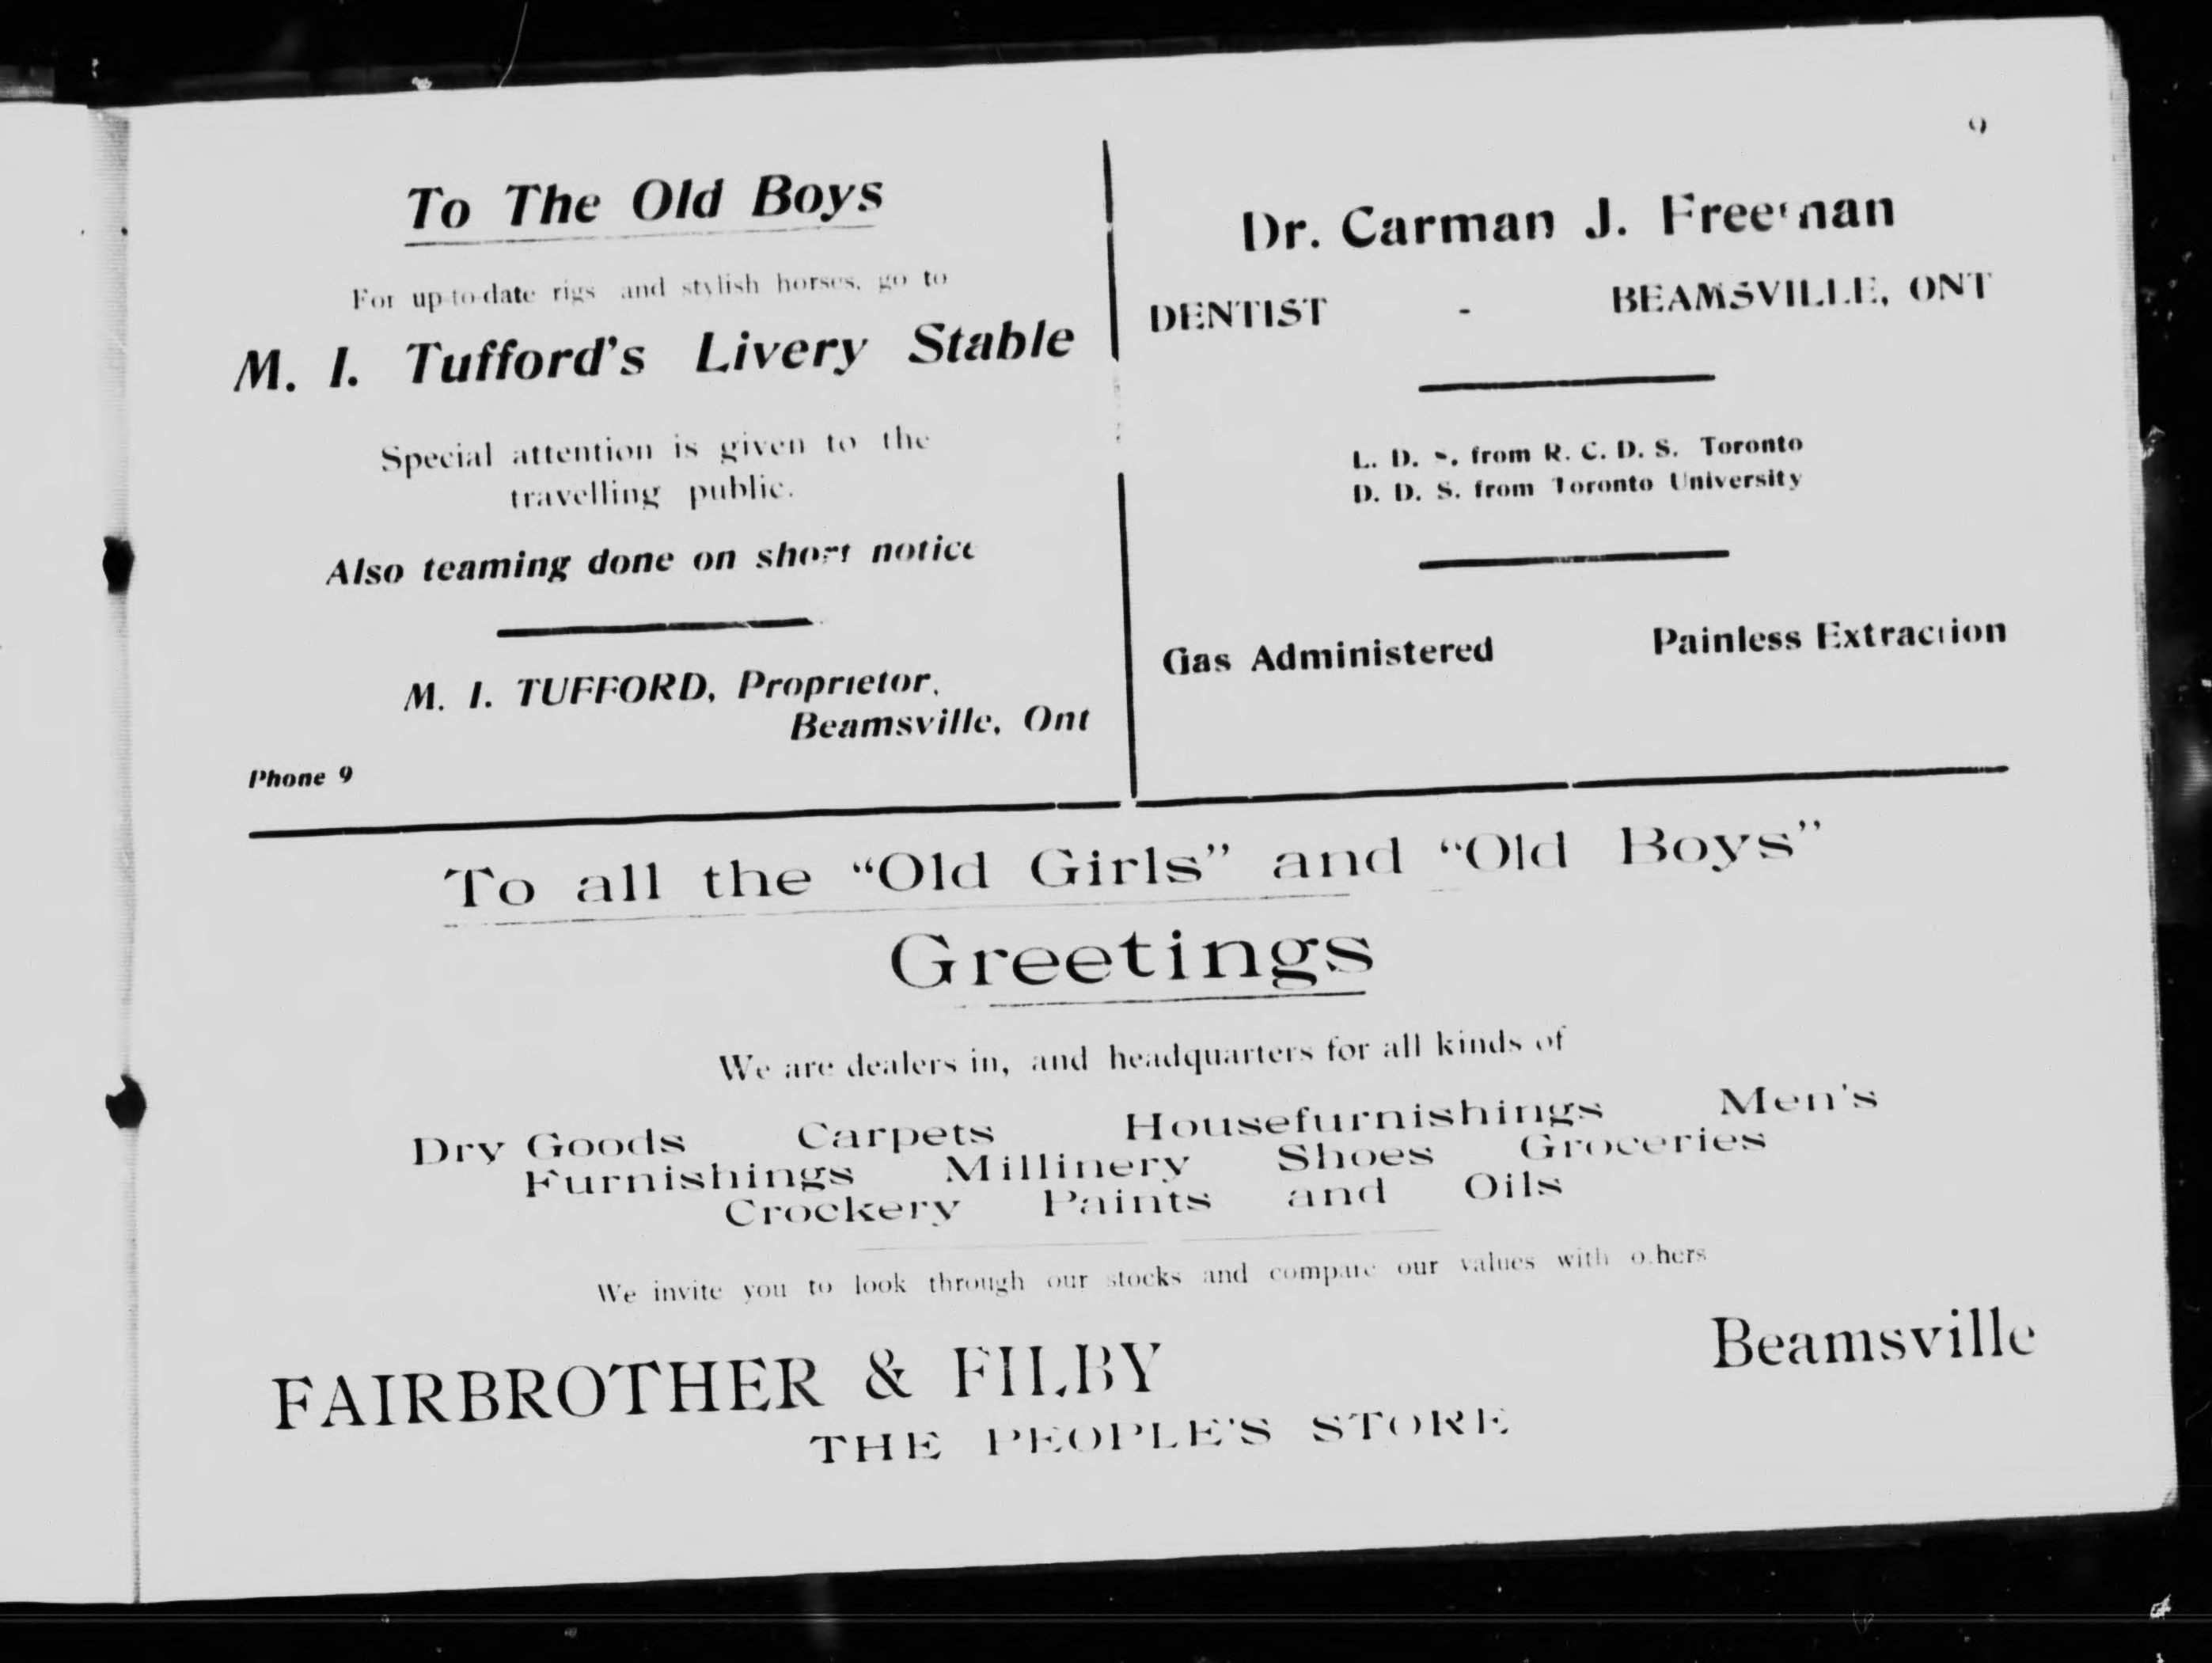 9
To The Old Boys
For up-to-date rigs and stylish horses, go to
M. I. Tufford's Livery Stable
Special attention is given to the
travelling public.
Also teaming done on short notice
M. I. TUFFORD, Proprietor,
Beamsville, Ont
Phone 9
Dr. Carman J. Freeman
DENTIST - BEAMSVILLE, ONT
L. D. S. from R. C. D. S. Toronto
D. D. S. from Toronto University
Gas Administered Painless Extraction
To all the "Old Girls" and "Old Boys"
Greetings
We are dealers in, and headquarters for all kinds of
Dry Goods Carpets Housefurnishings Men's
Furnishings Millinery Shoes Groceries
Crockery Paints and Oils
We invite you to look through our stocks and compare our values with others
FAIRBROTHER & FILBY Beamsville
THE PEOPLE'S STORE